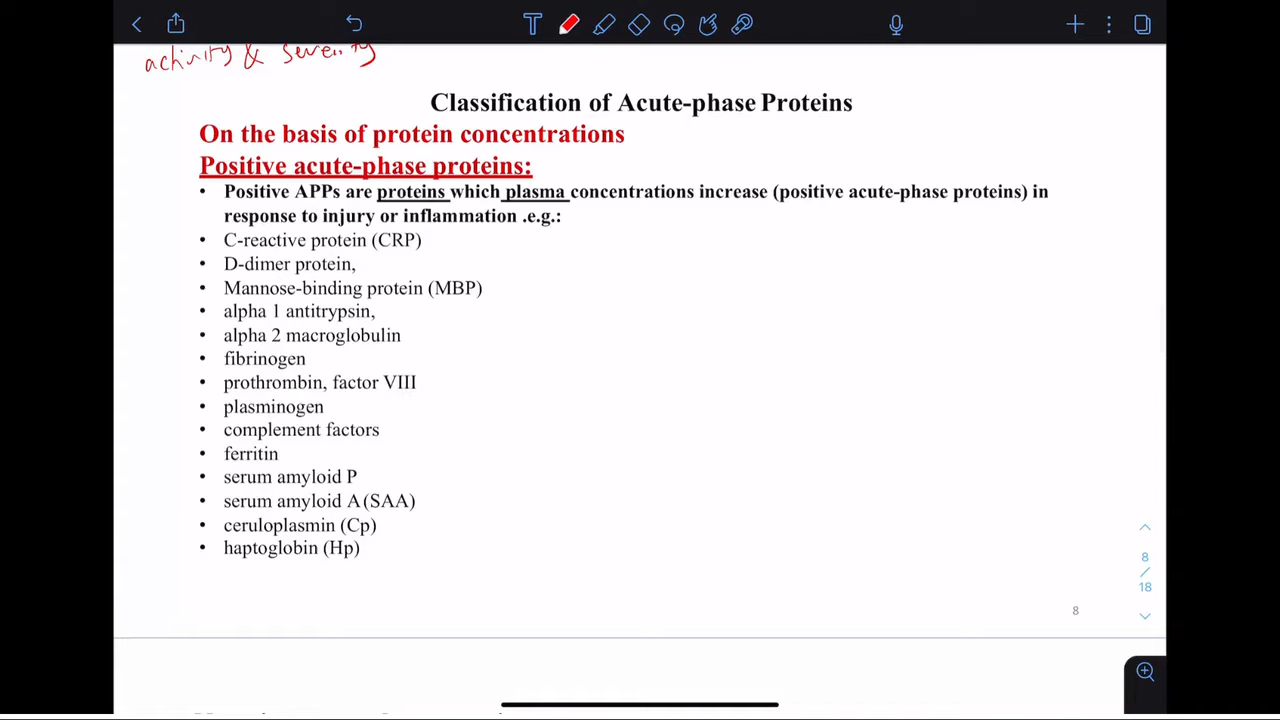 activity & severity
Classification of Acute-phase Proteins
On the basis of protein concentrations
Positive acute-phase proteins:
• Positive APPs are proteins which plasma concentrations increase (positive acute-phase proteins) in
response to injury or inflammation .e.g.:
• C-reactive protein (CRP)
• D-dimer protein,
• Mannose-binding protein (MBP)
• alpha 1 antitrypsin,
• alpha 2 macroglobulin
• fibrinogen
• prothrombin, factor VIII
• plasminogen
• complement factors
• ferritin
• serum amyloid P
• serum amyloid A (SAA)
• ceruloplasmin (Cp)
• haptoglobin (Hp)
8
/
18
8